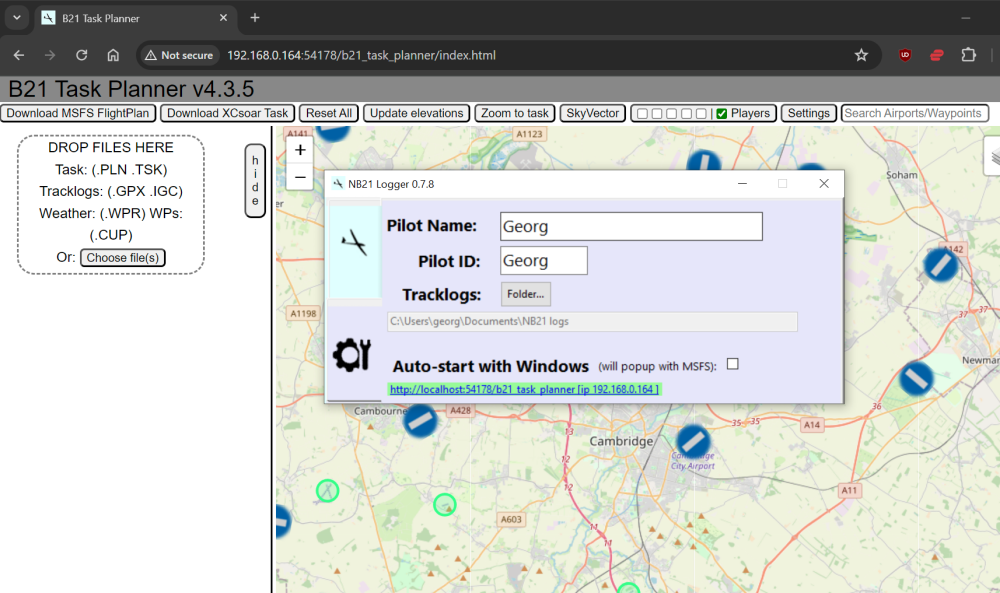 B21 Task Planner
Not secure 192.168.0.164:54178/b21_task_planner/index.html
B21 Task Planner v4.3.5
Download MSFS FlightPlan Download XCsoar Task Reset All Update elevations Zoom to task SkyVector | Players Settings Search Airports/Waypoints
DROP FILES HERE
Task: (.PLN .TSK)
Tracklogs: (.GPX .IGC)
Weather: (.WPR) WPs:
(.CUP)
Or: Choose file(s)
hide
+
−
A141
A1123
Soham
A142
A1198
37
37
Newmar
36
NB21 Logger 0.7.8
Pilot Name: Georg
Pilot ID: Georg
Tracklogs: Folder...
C:\Users\georg\Documents\NB21 logs
Auto-start with Windows (will popup with MSFS):
http://localhost:54178/b21_task_planner [ip 192.168.0.164 ]
Cambourne
A428
13
35
35
A14
Cambridge
Cambridge
City Airport
12
12
A11
A603
11
11